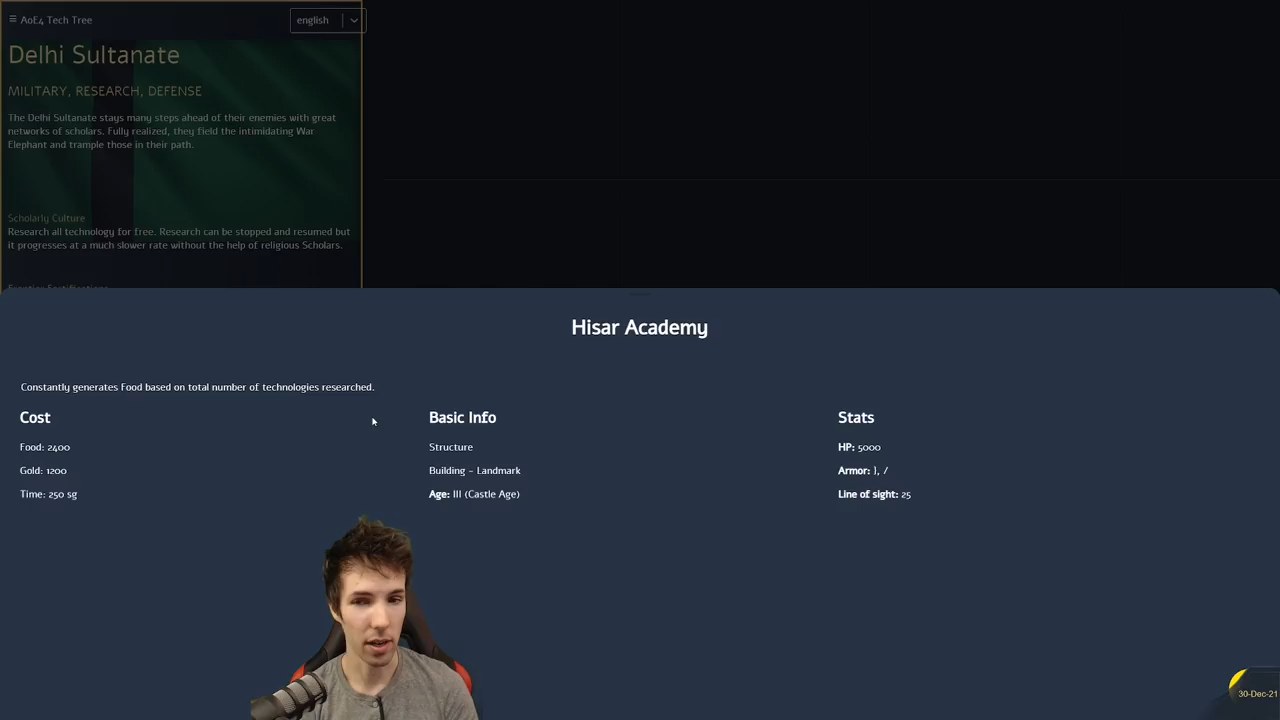 AoE4 Tech Tree
english
Delhi Sultanate
MILITARY, RESEARCH, DEFENSE
The Delhi Sultanate stays many steps ahead of their enemies with great
networks of scholars. Fully realized, they field the intimidating War
Elephant and trample those in their path.
Scholarly Culture
Research all technology for free. Research can be stopped and resumed but
it progresses at a much slower rate without the help of religious Scholars.
Frontier Fortifications
Hisar Academy
Constantly generates Food based on total number of technologies researched.
Cost
Food: 2400
Gold: 1200
Time: 250 sg
Basic Info
Structure
Building - Landmark
Age: III (Castle Age)
Stats
HP: 5000
Armor: ], /
Line of sight: 25
30-Dec-21